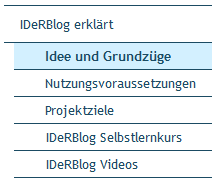 IDeRBlog erklärt
Idee und Grundzüge
Nutzungsvoraussetzungen
Projektziele
IDeRBlog Selbstlernkurs
IDeRBlog Videos